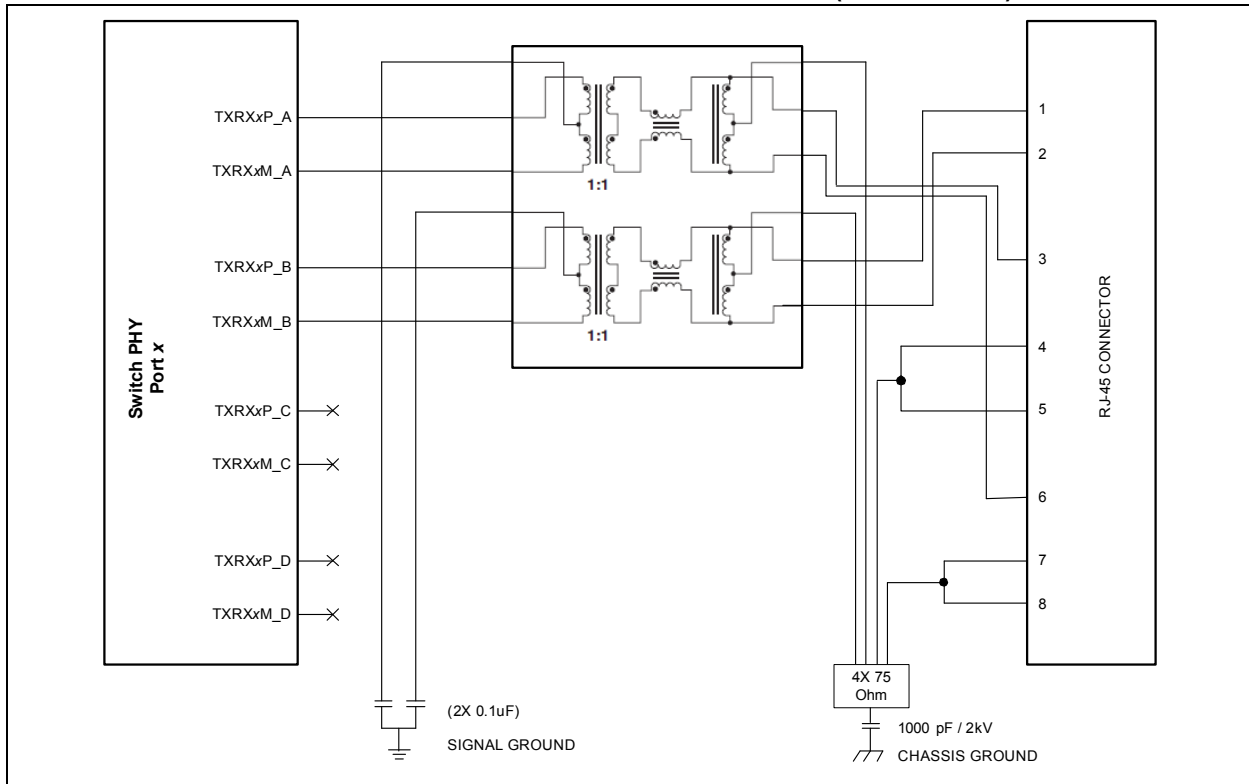 Switch PHY
Port x
TXRXxP_A
TXRXxM_A
TXRXxP_B
TXRXxM_B
TXRXxP_C
TXRXxM_C
TXRXxP_D
TXRXxM_D
1:1
1:1
1
2
3
4
5
6
7
8
RJ-45 CONNECTOR
(2X 0.1uF)
SIGNAL GROUND
4X 75
Ohm
1000 pF / 2kV
CHASSIS GROUND